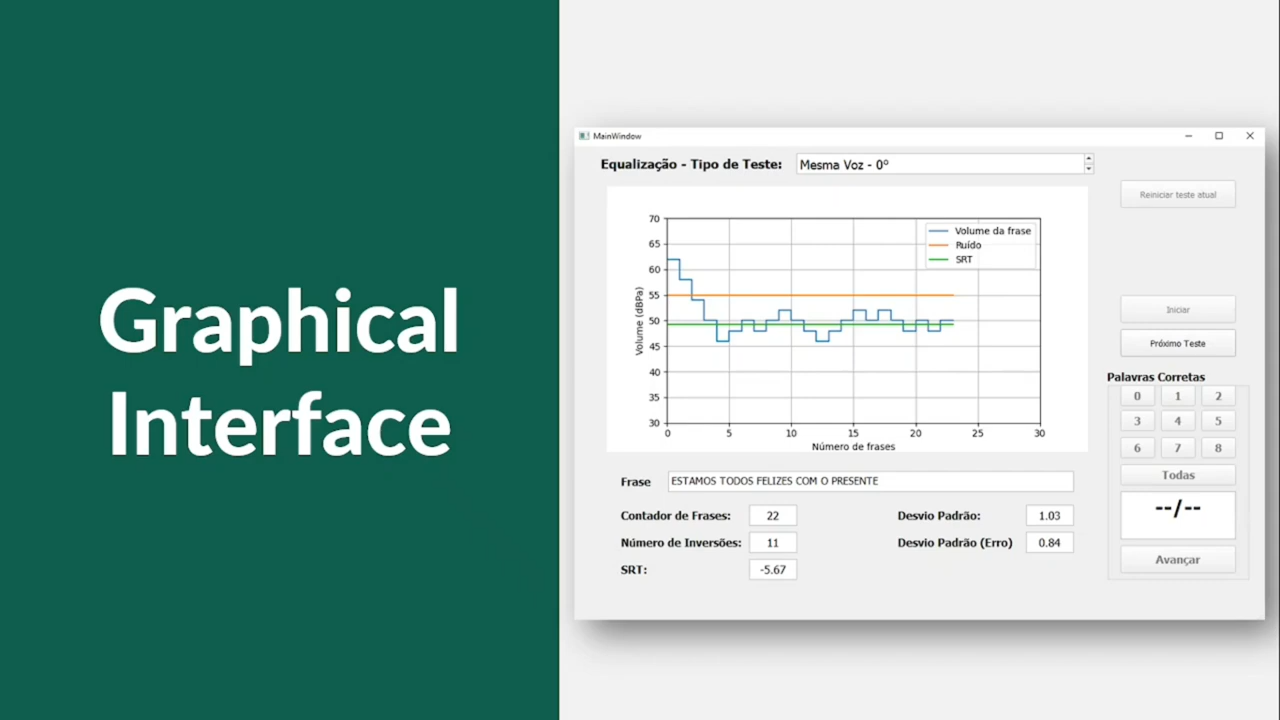 Graphical
Interface
MainWindow
Equalização - Tipo de Teste: Mesma Voz - 0º
Reiniciar teste atual
70
65
60
55
50
45
40
35
30
Volume (dBPa)
Volume da frase
Ruído
SRT
0 5 10 15 20 25 30
Número de frases
Iniciar
Próximo Teste
Palavras Corretas
0 1 2
3 4 5
6 7 8
Todas
--/--
Avançar
Frase ESTAMOS TODOS FELIZES COM O PRESENTE
Contador de Frases: 22
Número de Inversões: 11
SRT: -5.67
Desvio Padrão: 1.03
Desvio Padrão (Erro) 0.84